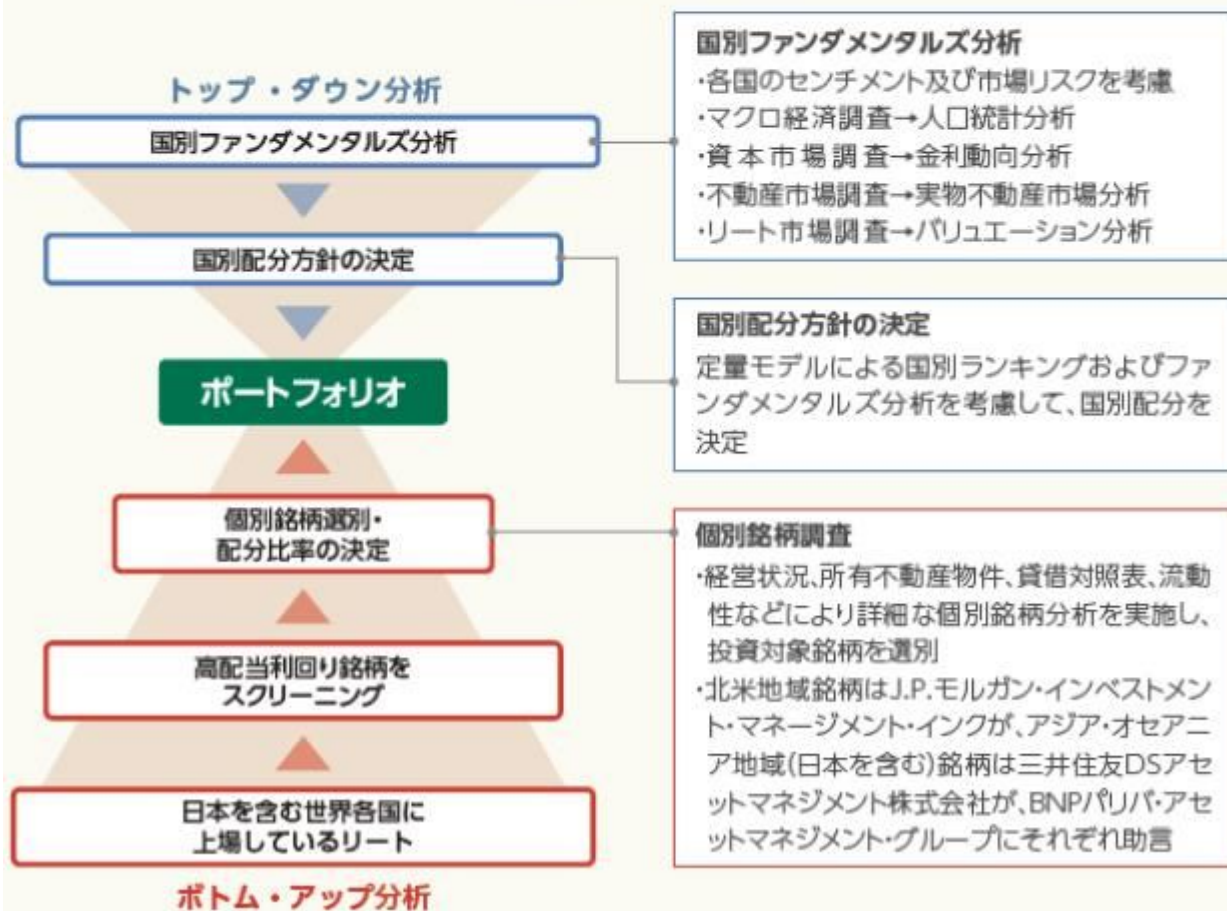 トップ・ダウン分析
国別ファンダメンタルズ分析
国別配分方針の決定
ポートフォリオ
個別銘柄選別・
配分比率の決定
高配当利回り銘柄を
スクリーニング
日本を含む世界各国に
上場しているリート
ボトム・アップ分析
国別ファンダメンタルズ分析
・各国のセンチメント及び市場リスクを考慮
・マクロ経済調査→人口統計分析
・資本市場調査→金利動向分析
・不動産市場調査→実物不動産市場分析
・リート市場調査→バリュエーション分析
国別配分方針の決定
定量モデルによる国別ランキングおよびファ
ンダメンタルズ分析を考慮して、国別配分を
決定
個別銘柄調査
・経営状況、所有不動産物件、貸借対照表、流動
性などにより詳細な個別銘柄分析を実施し、
投資対象銘柄を選別
・北米地域銘柄はJ.P.モルガン・インベストメン
ト・マネージメント・インクが、アジア・オセアニ
ア地域(日本を含む)銘柄は三井住友DSアセ
ットマネジメント株式会社が、BNPパリバ・アセ
ットマネジメント・グループにそれぞれ助言